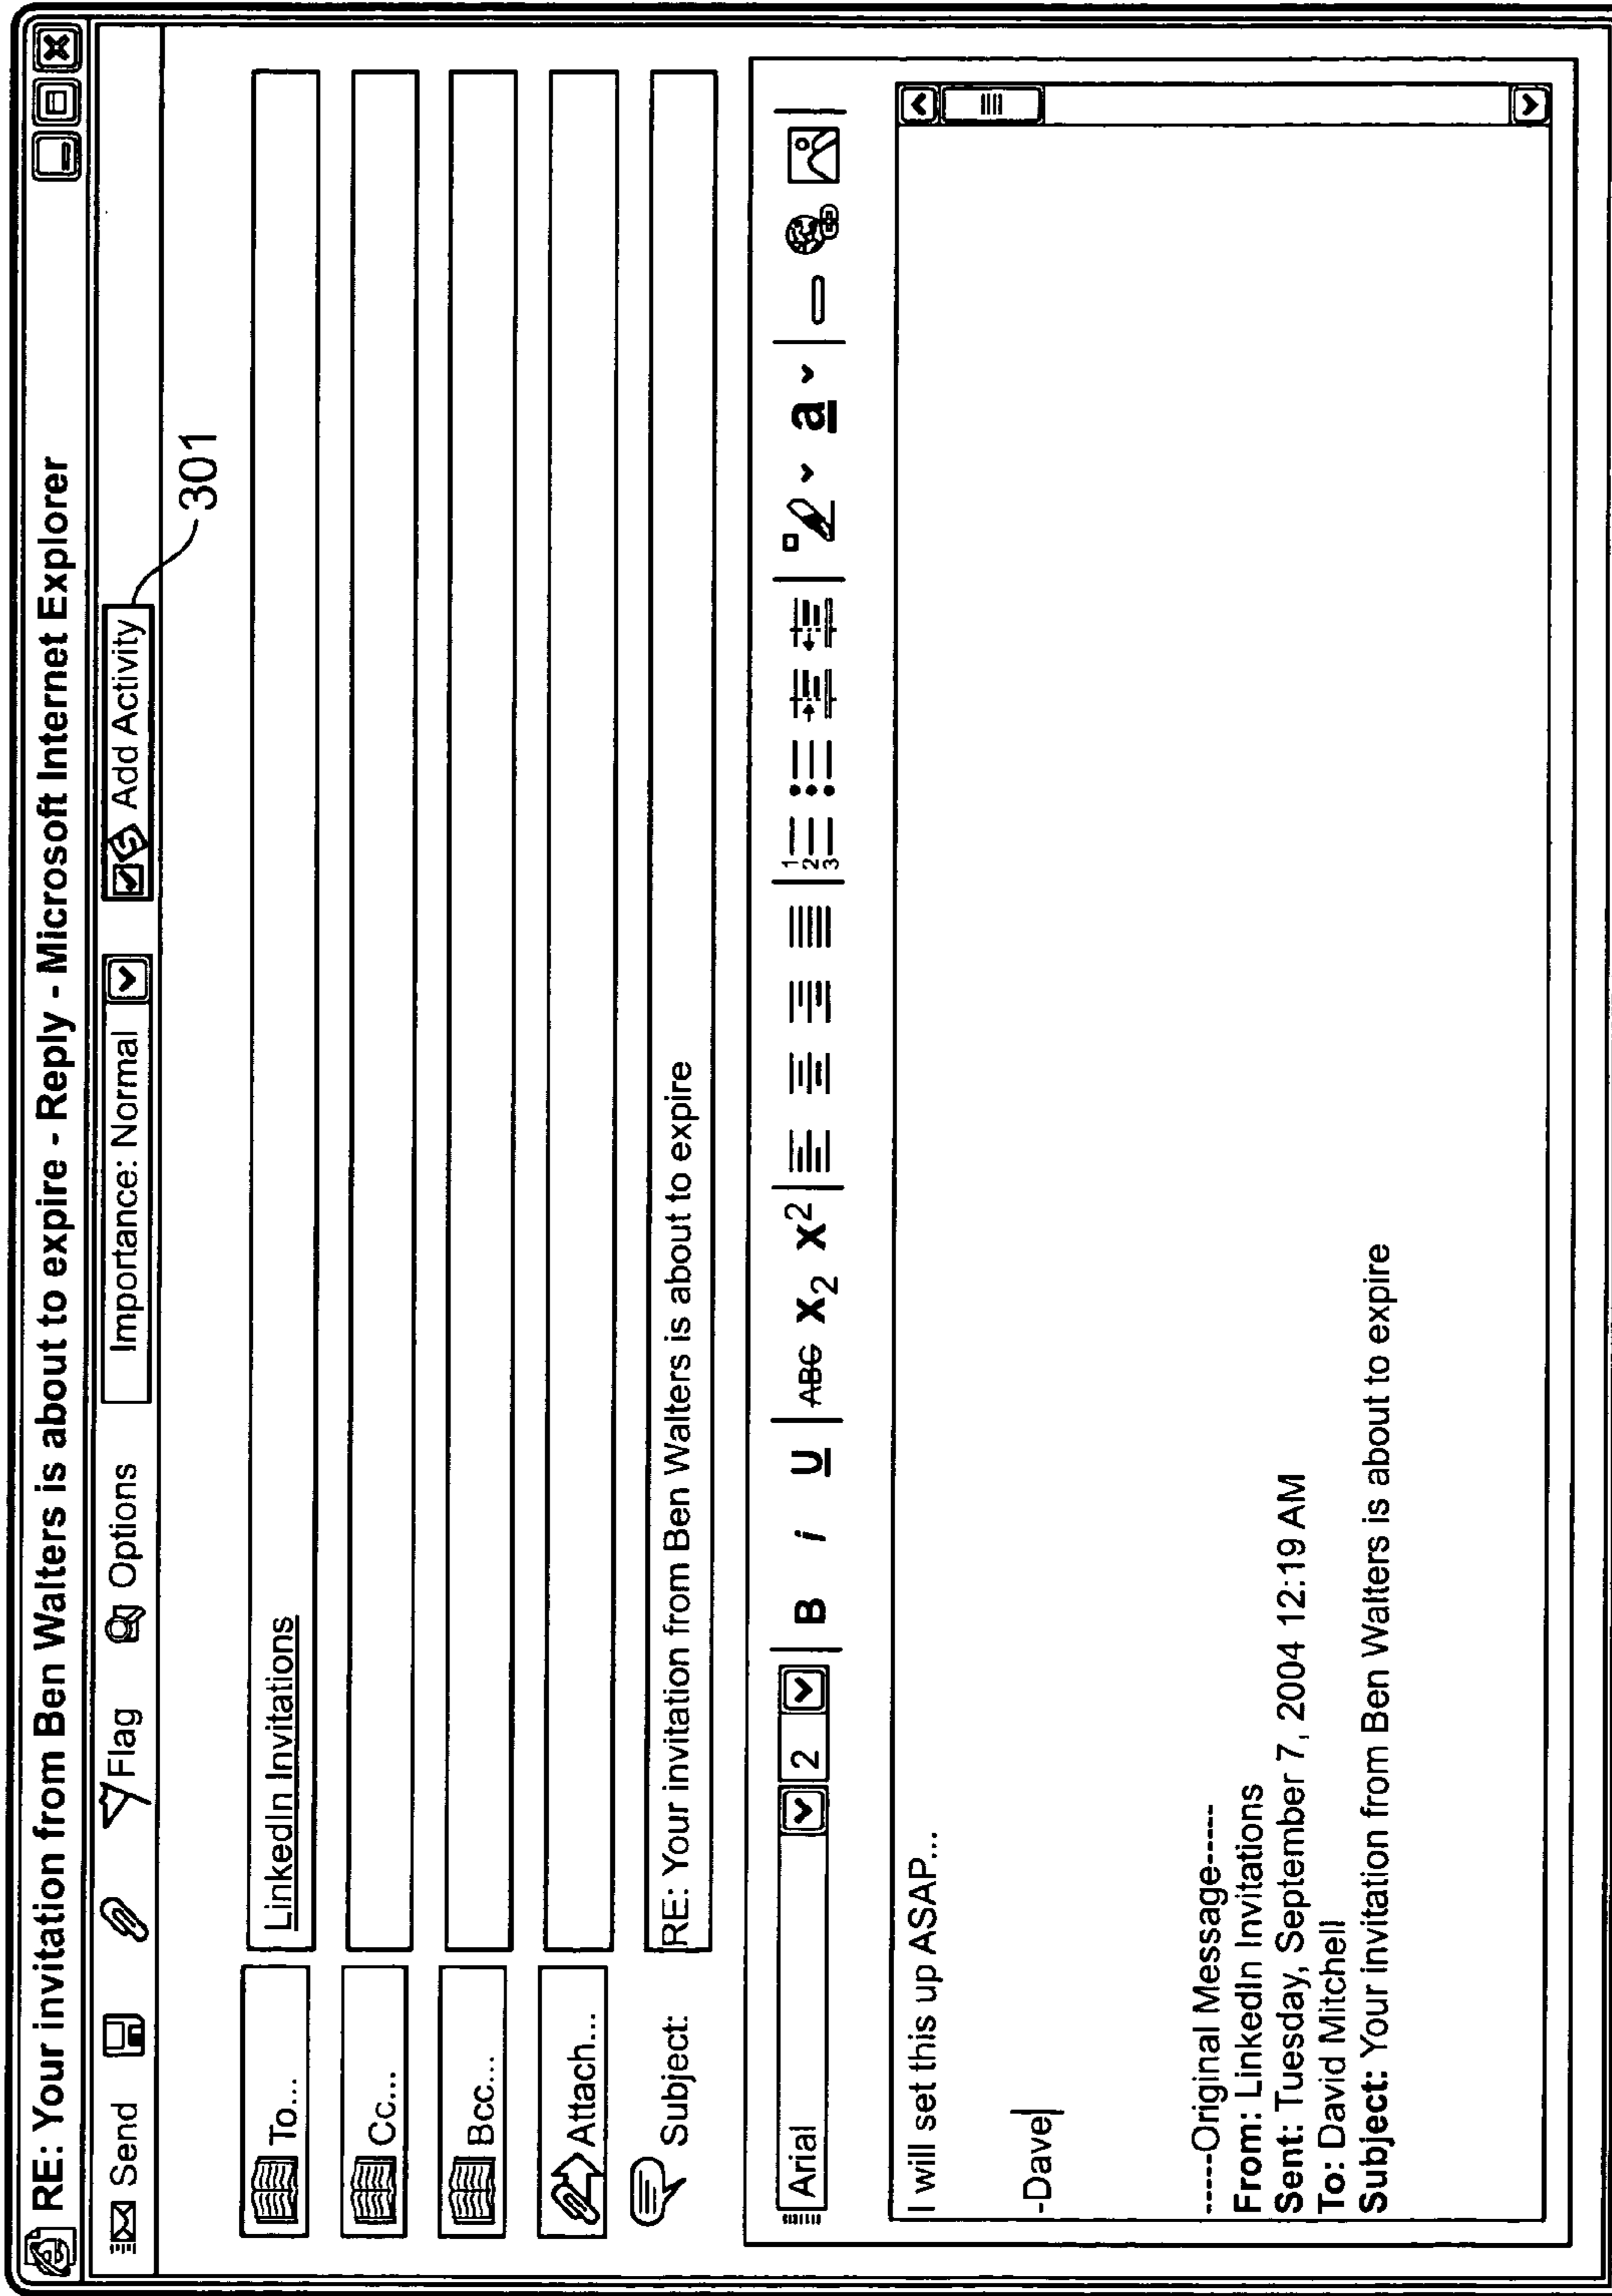 RE: Your invitation from Ben Walters is about to expire - Reply - Microsoft Internet Explorer
Send Flag Options Importance: Normal Add Activity
301
To... LinkedIn Invitations
Cc...
Bcc...
Attach...
Subject: RE: Your invitation from Ben Walters is about to expire
Arial 2 B i U ABC X2 X2 a
I will set this up ASAP...
-Dave
-----Original Message-----
From: LinkedIn Invitations
Sent: Tuesday, September 7, 2004 12:19 AM
To: David Mitchell
Subject: Your invitation from Ben Walters is about to expire